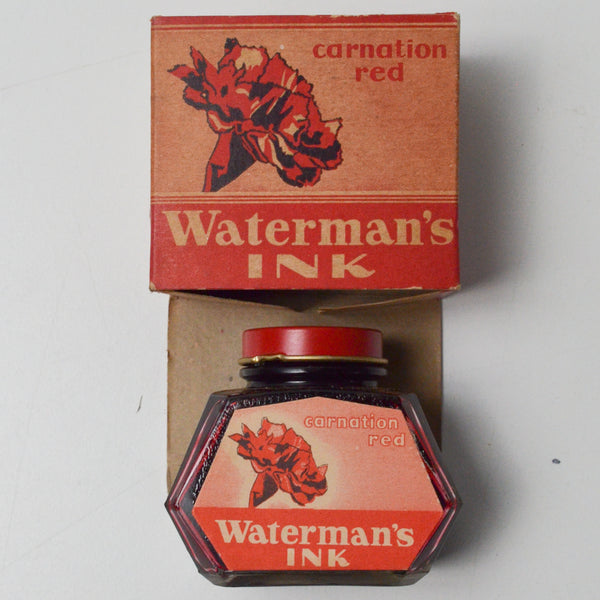 carnation
red
Waterman's
INK
carnation
red
Waterman's
INK